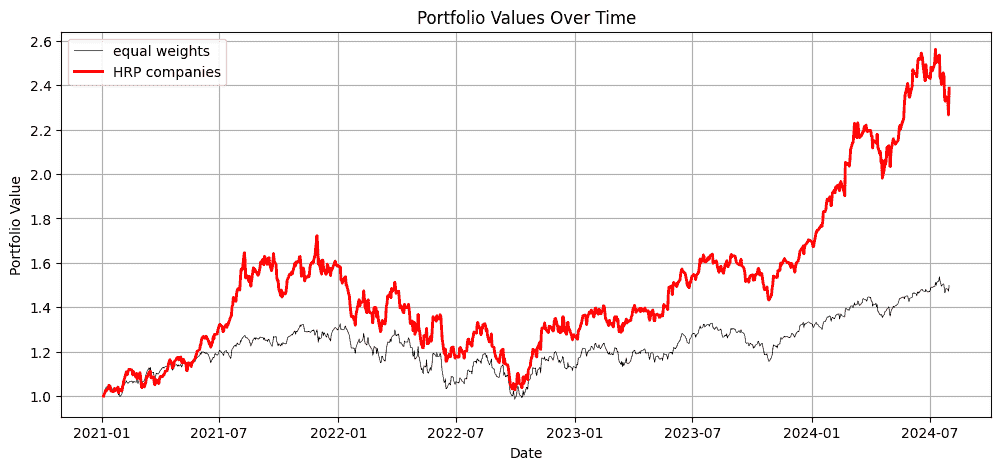 Portfolio Values Over Time
equal weights
HRP companies
2.6
2.4
2.2
2.0
1.8
1.6
1.4
1.2
1.0
Portfolio Value
2021-01 2021-07 2022-01 2022-07 2023-01 2023-07 2024-01 2024-07
Date